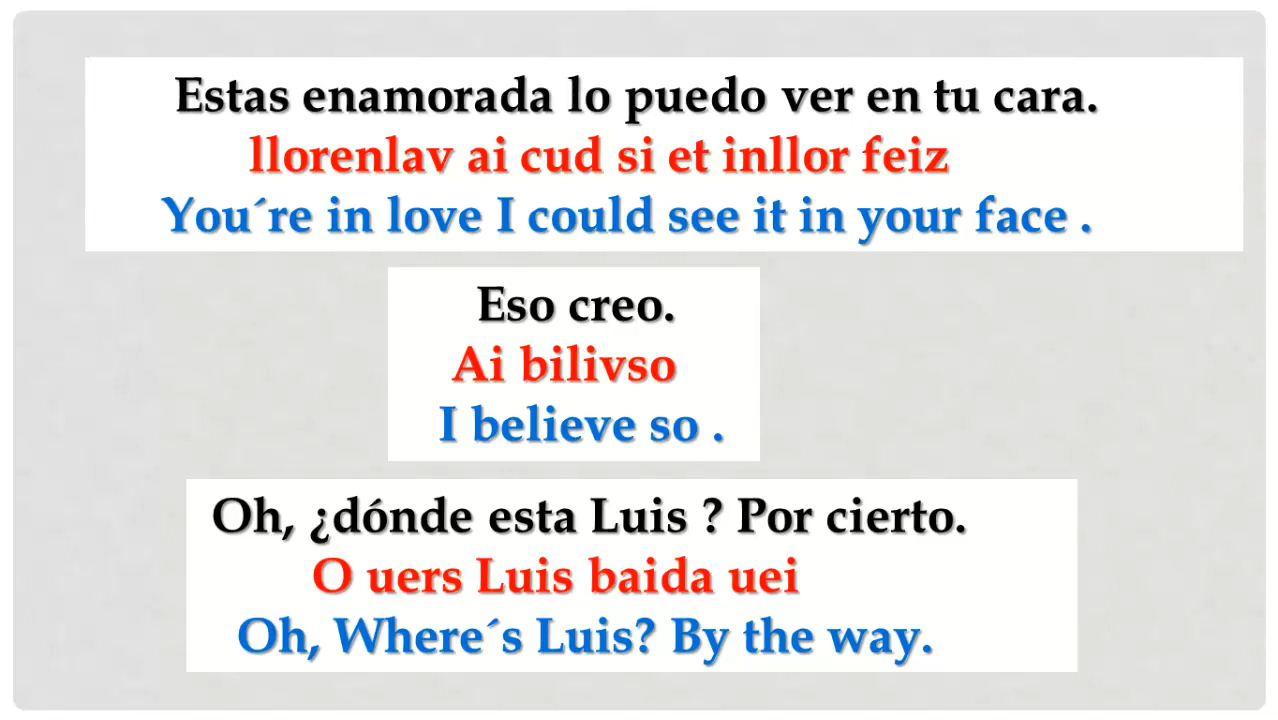 Estas enamorada lo puedo ver en tu cara.
llorenlav ai cud si et inllor feiz
You´re in love I could see it in your face .
Eso creo.
Ai bilivso
I believe so .
Oh, ¿dónde esta Luis ? Por cierto.
O uers Luis baida uei
Oh, Where´s Luis? By the way.